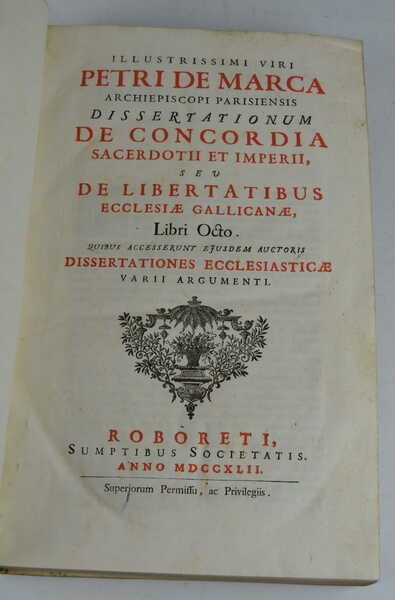 ILLUSTRISSIMI VIRI
PETRI DE MARCA
ARCHIEPISCOPI PARISIENSIS
DISSERTATIONUM
DE CONCORDIA
SACERDOTII ET IMPERII,
SEU
DE LIBERTATIBUS
ECCLESIÆ GALLICANÆ,
Libri Octo.
QUIBUS ACCESSERUNT EJUSDEM AUCTORIS
DISSERTATIONES ECCLESIASTICÆ
VARII ARGUMENTI.
ROBORETI,
SUMPTIBUS SOCIETATIS.
ANNO MDCCXLII.
Superiorum Permissu, ac Privilegiis.